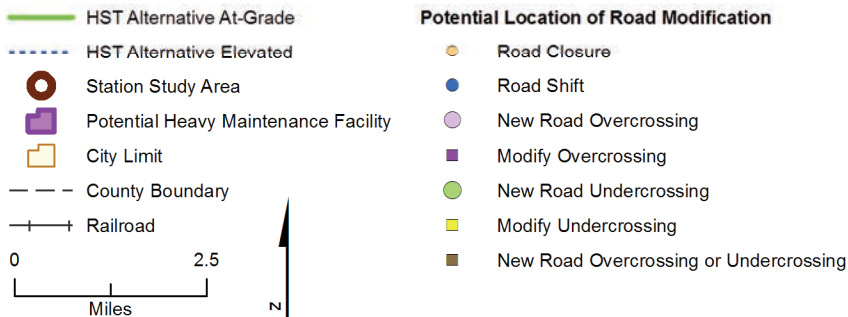 HST Alternative At-Grade
HST Alternative Elevated
Station Study Area
Potential Heavy Maintenance Facility
City Limit
County Boundary
Railroad
0 2.5
Miles
N
Potential Location of Road Modification
Road Closure
Road Shift
New Road Overcrossing
Modify Overcrossing
New Road Undercrossing
Modify Undercrossing
New Road Overcrossing or Undercrossing